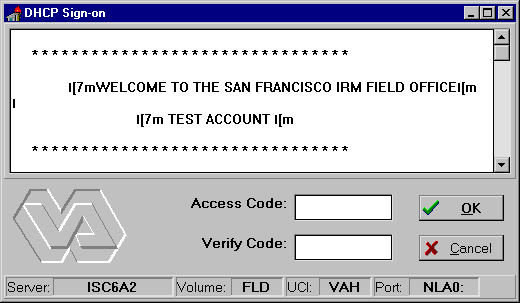 DHCP Sign-on
* * * * * * * * * * * * * * * * * * * * * * * * * * * * * * * *
I[7mWELCOME TO THE SAN FRANCISCO IRM FIELD OFFICEI[m
I
I[7m TEST ACCOUNT I[m
* * * * * * * * * * * * * * * * * * * * * * * * * * * * * * * *
Access Code:
OK
Verify Code:
Cancel
Server: ISC6A2 Volume: FLD UCI: VAH Port: NLA0: